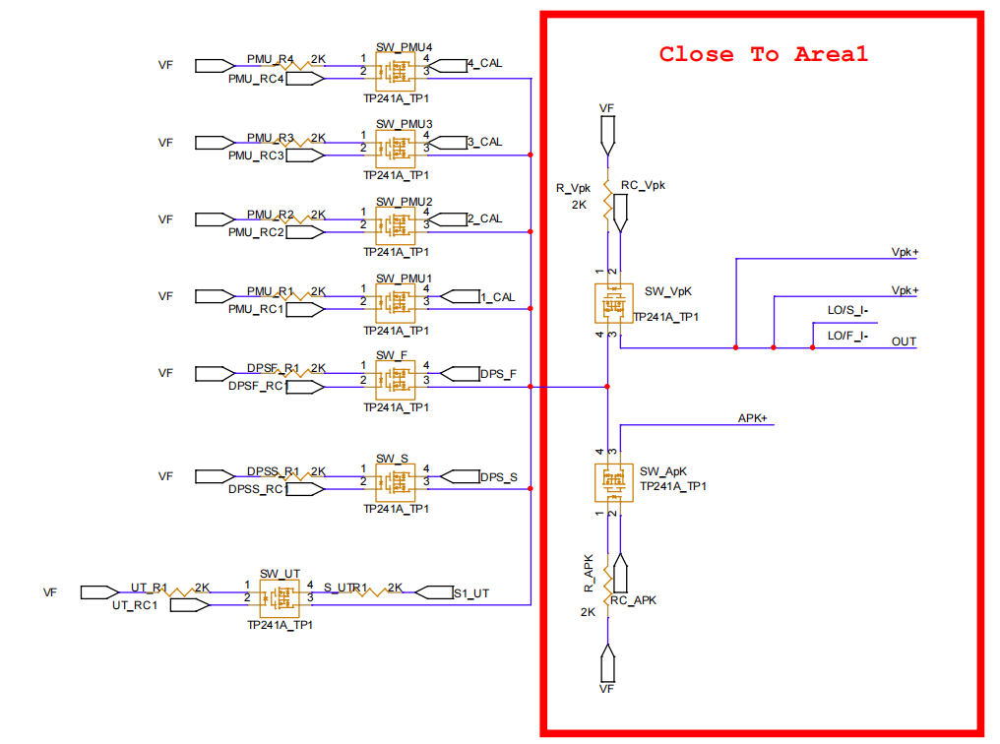 Close To Area1
SW_PMU4
VF PMU_R4 2K 1 4 4_CAL
PMU_RC4 2 3
TP241A_TP1
SW_PMU3
VF PMU_R3 2K 1 4 3_CAL
PMU_RC3 2 3
TP241A_TP1
SW_PMU2
VF PMU_R2 2K 1 4 2_CAL
PMU_RC2 2 3
TP241A_TP1
SW_PMU1
VF PMU_R1 2K 1 4 1_CAL
PMU_RC1 2 3
TP241A_TP1
SW_F
VF DPSF_R1 2K 1 4 DPS_F
DPSF_RC1 2 3
TP241A_TP1
SW_S
VF DPSS_R1 2K 1 4 DPS_S
DPSS_RC1 2 3
TP241A_TP1
SW_UT
VF UT_R1 2K 1 4 S_UTR1 2K S1_UT
UT_RC1 2 3
TP241A_TP1
VF
R_Vpk RC_Vpk
2K
1 2
SW_VpK
TP241A_TP1
4 3
Vpk+
Vpk+
LO/S_I-
LO/F_I-
OUT
APK+
4 3
SW_ApK
TP241A_TP1
1 2
R_APK
RC_APK
2K
VF